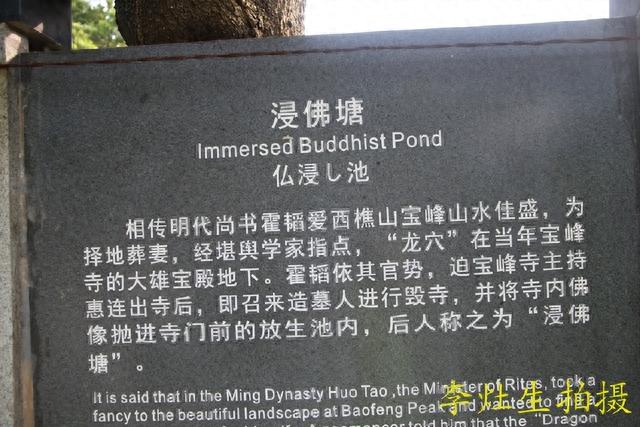 浸佛塘
Immersed Buddhist Pond
仏浸し池
相传明代尚书霍韬爱西樵山宝峰山水佳盛，为
择地葬妻，经堪舆学家指点，“龙穴”在当年宝峰
寺的大雄宝殿地下。霍韬依其官势，迫宝峰寺主持
惠连出寺后，即召来造墓人进行毁寺，并将寺内佛
像抛进寺门前的放生池内，后人称之为“浸佛
塘”。
It is said that in the Ming Dynasty Huo Tao ,the Minister of Rites, took a
fancy to the beautiful landscape at Baofeng Peak and wanted to find a
told him that the “Dragon
李灶生拍摄